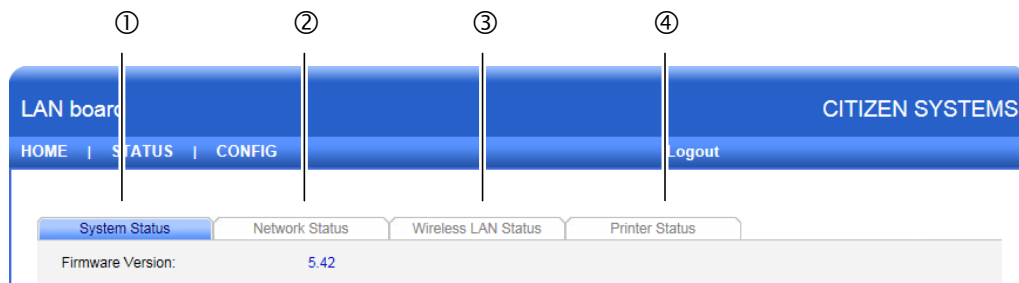 ① ② ③ ④
LAN board CITIZEN SYSTEMS
HOME | STATUS | CONFIG Logout
System Status Network Status Wireless LAN Status Printer Status
Firmware Version: 5.42